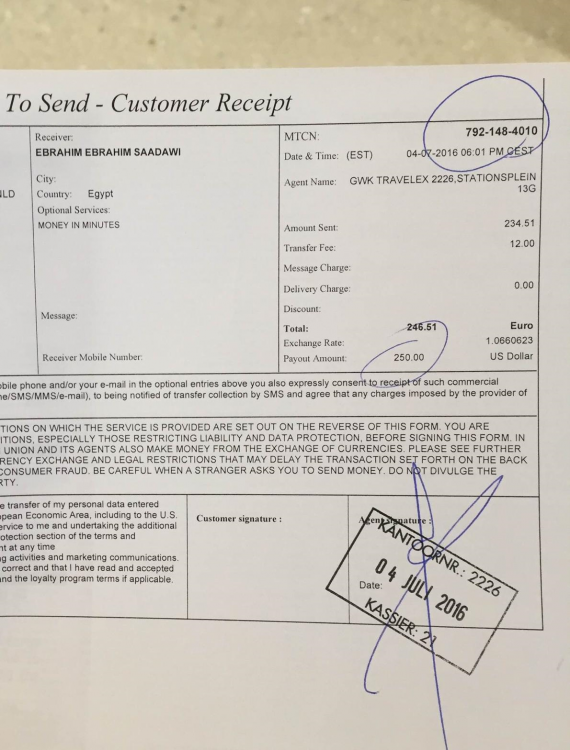 To Send - Customer Receipt
Receiver:
EBRAHIM EBRAHIM SAADAWI
City:
Country: Egypt
Optional Services:
MONEY IN MINUTES
Message:
Receiver Mobile Number:
MTCN: 792-148-4010
Date & Time: (EST) 04-07-2016 06:01 PM CEST
Agent Name: GWK TRAVELEX 2226,STATIONSPLEIN
13G
Amount Sent: 234.51
Transfer Fee: 12.00
Message Charge:
Delivery Charge: 0.00
Discount:
Total: 246.51 Euro
Exchange Rate: 1.0660623
Payout Amount: 250.00 US Dollar
phone and/or your e-mail in the optional entries above you also expressly consent to receipt of such commercial
/SMS/MMS/e-mail), to being notified of transfer collection by SMS and agree that any charges imposed by the provider of
ON WHICH THE SERVICE IS PROVIDED ARE SET OUT ON THE REVERSE OF THIS FORM. YOU ARE
ESPECIALLY THOSE RESTRICTING LIABILITY AND DATA PROTECTION, BEFORE SIGNING THIS FORM. IN
UNION AND ITS AGENTS ALSO MAKE MONEY FROM THE EXCHANGE OF CURRENCIES. PLEASE SEE FURTHER
EXCHANGE AND LEGAL RESTRICTIONS THAT MAY DELAY THE TRANSACTION SET FORTH ON THE BACK
CONSUMER FRAUD. BE CAREFUL WHEN A STRANGER ASKS YOU TO SEND MONEY. DO NOT DIVULGE THE
RTY.
transfer of my personal data entered
pean Economic Area, including to the U.S.
ervice to me and undertaking the additional
otection section of the terms and
nt at any time
ng activities and marketing communications.
correct and that I have read and accepted
nd the loyalty program terms if applicable.
Customer signature :
Agent signature :
Date:
KANTOORNR.: 2226
04 JULI 2016
KASSIER: 21